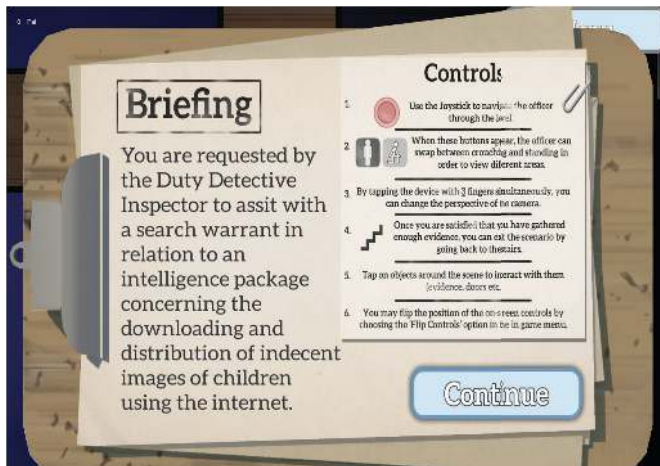 Briefing
You are requested by
the Duty Detective
Inspector to assit with
a search warrant in
relation to an
intelligence package
concerning the
downloading and
distribution of indecent
images of children
using the internet.
Controls
1. Use the Joystick to navigate the officer
through the level
2. When these buttons appear, the officer can
swap between crouching and standing in
order to view diferent areas.
3. By tapping the device with 3 fingers simultaneously, you
can change the perspective of he camera.
4. Once you are satisfied that you have gathered
enough evidence, you can exit the scenario by
going back to thestairs.
5. Tap on objects around the scene to interact with them
(evidence, doors etc.
6. You may flip the position of the on-screen controls by
choosing the 'Flip Controls' option in he in game menu.
Continue